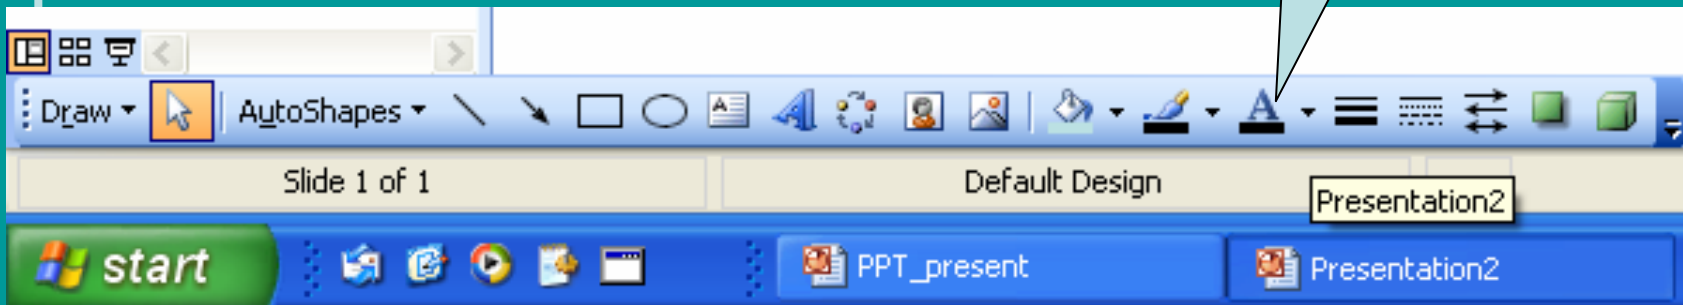 Draw AutoShapes A
Slide 1 of 1 Default Design
Presentation2
start PPT_present Presentation2